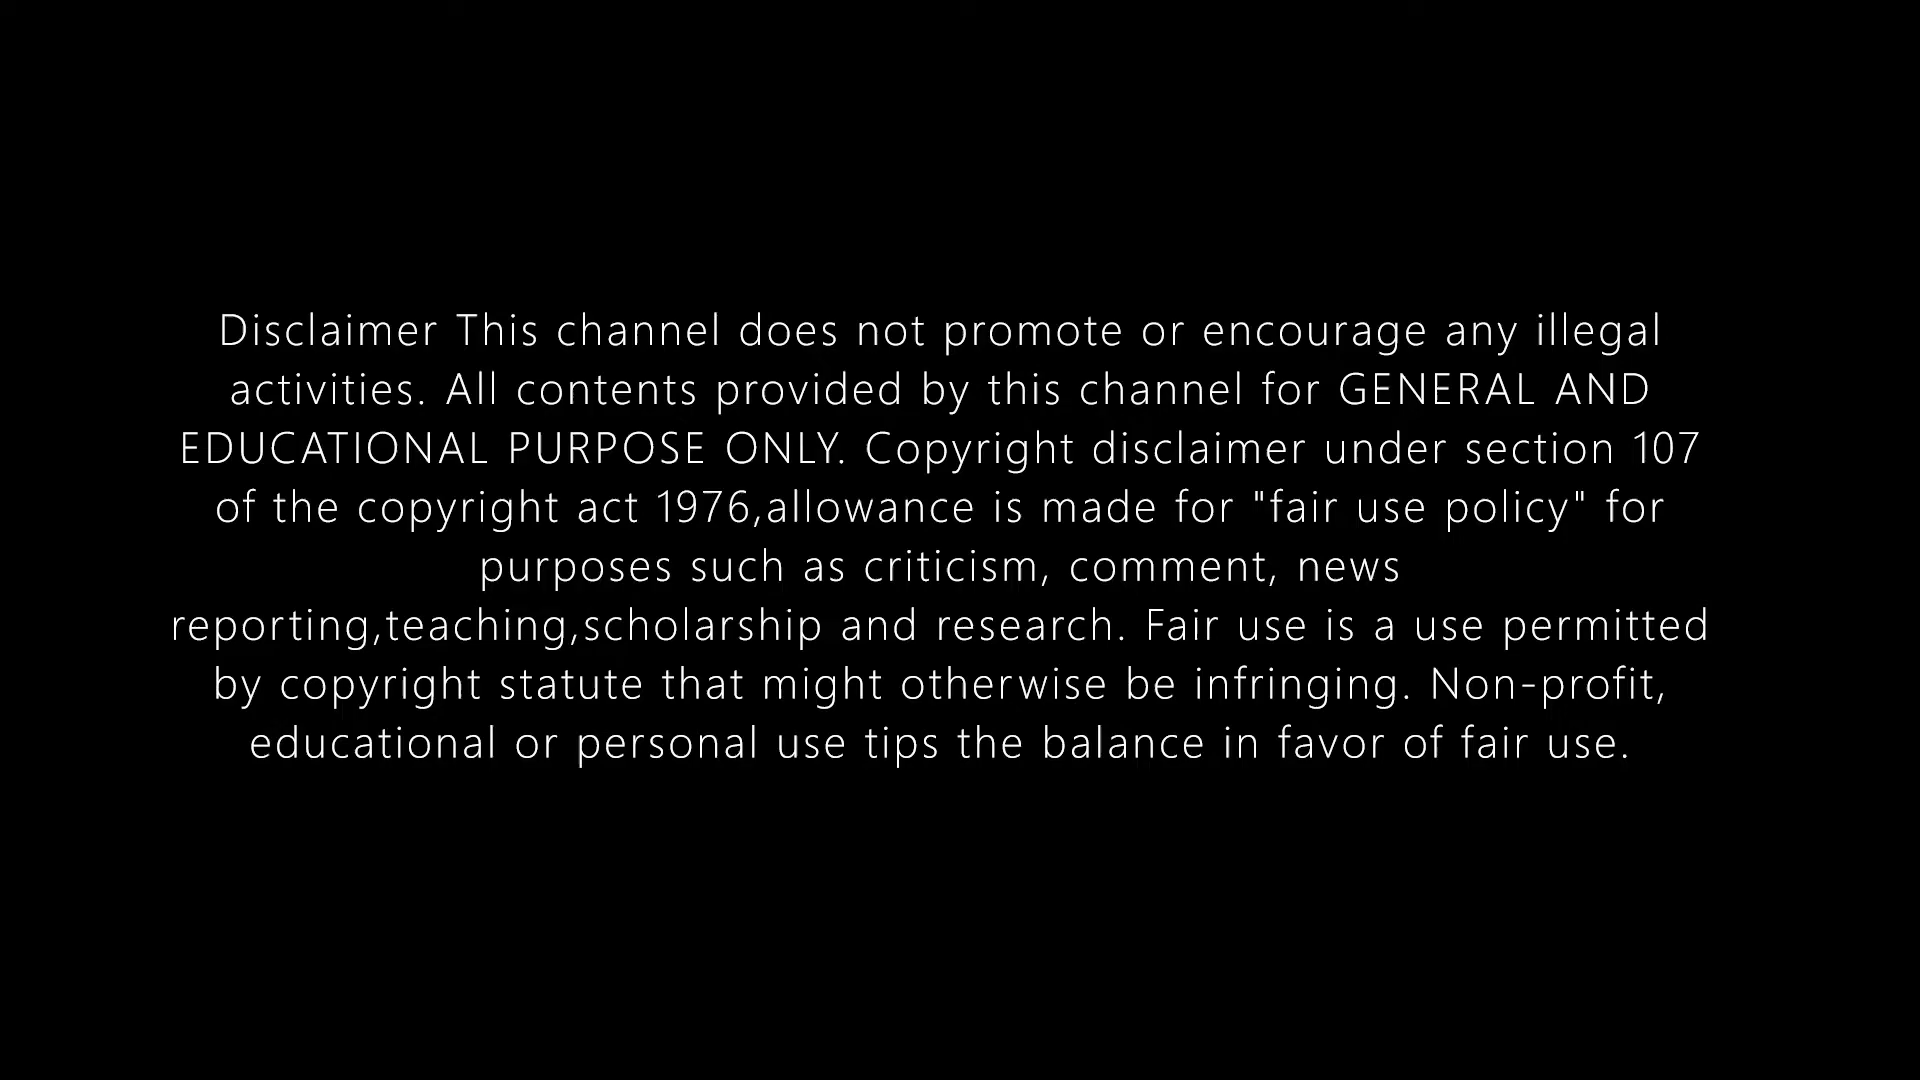 Disclaimer This channel does not promote or encourage any illegal
activities. All contents provided by this channel for GENERAL AND
EDUCATIONAL PURPOSE ONLY. Copyright disclaimer under section 107
of the copyright act 1976,allowance is made for "fair use policy" for
purposes such as criticism, comment, news
reporting,teaching,scholarship and research. Fair use is a use permitted
by copyright statute that might otherwise be infringing. Non-profit,
educational or personal use tips the balance in favor of fair use.